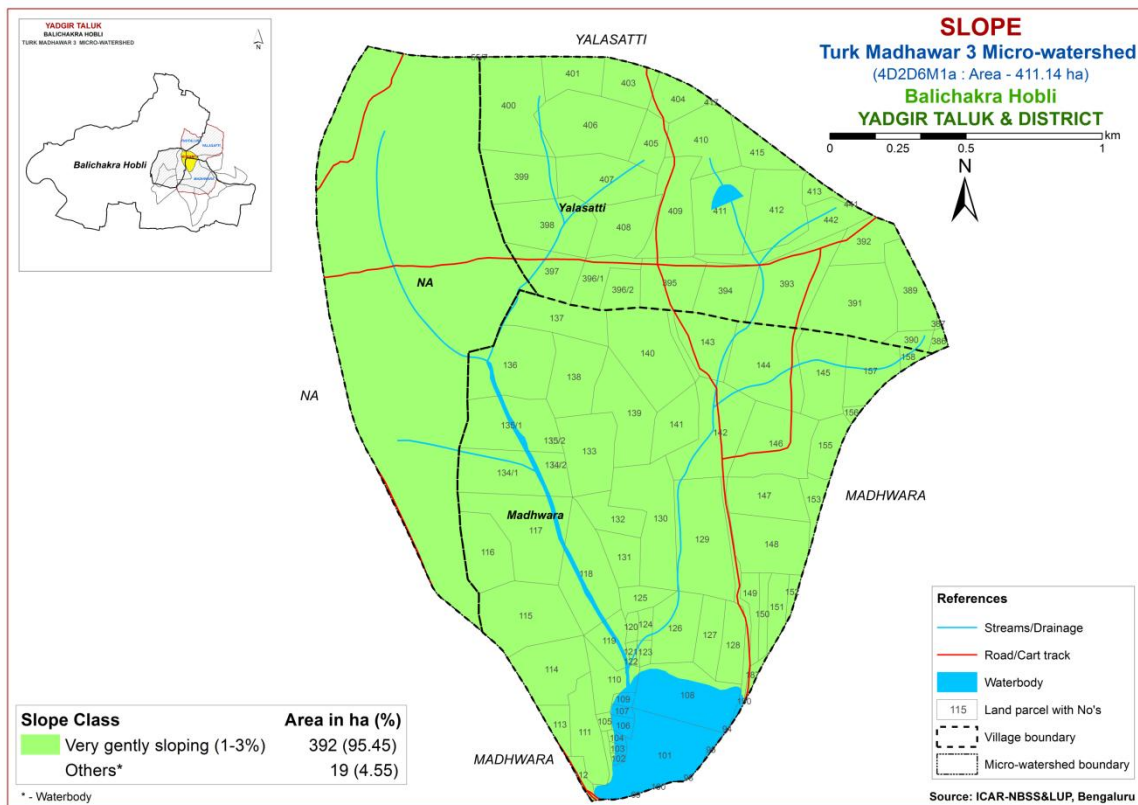 YADGIR TALUK
BALICHAKRA HOBLI
TURK MADHAWAR 3 MICRO-WATERSHED
N
Balichakra Hobli
YALASATTI
SLOPE
Turk Madhawar 3 Micro-watershed
(4D2D6M1a : Area - 411.14 ha)
Balichakra Hobli
YADGIR TALUK & DISTRICT
km
0 0.25 0.5 1
N
401 403 404
400 406 405 410 415
399 407 413
Yalasatti 409 411 412 442
398 408 392
397 396/1 395 394 393 389
NA 396/2 391
137 390 386
143 158
136 138 140 144 145 157
NA
139 156
135/1 141 142
135/2 146 155
133
134/1 134/2
147 153
MADHWARA
Madhwara
117 132 130
129 148
116 131
118
125 149 150 151
115 120 124 126 127 128
119
121 123
122
114 110
109 108
107
113 111 105 106
104
103 101
102
MADHWARA
112
Slope Class Area in ha (%)
Very gently sloping (1-3%) 392 (95.45)
Others* 19 (4.55)
* - Waterbody
References
Streams/Drainage
Road/Cart track
Waterbody
115 Land parcel with No's
Village boundary
Micro-watershed boundary
Source: ICAR-NBSS&LUP, Bengaluru